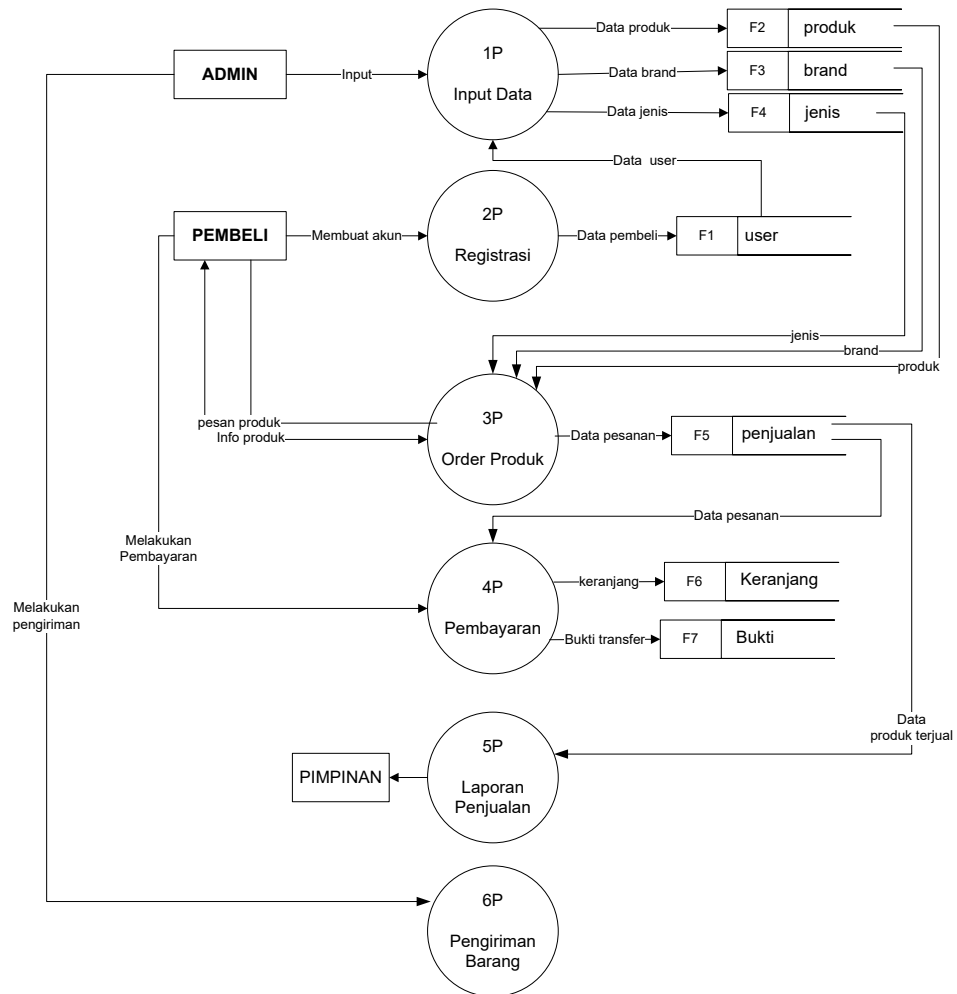 Data produk
F2
produk
1P
Input Data
ADMIN
Input
Data brand
F3
brand
Data jenis
F4
jenis
Data user
2P
Registrasi
PEMBELI
Membuat akun
Data pembeli
F1
user
jenis
brand
produk
3P
Order Produk
pesan produk
Info produk
Data pesanan
F5
penjualan
Data pesanan
Melakukan
Pembayaran
4P
Pembayaran
keranjang
F6
Keranjang
Bukti transfer
F7
Bukti
Melakukan
pengiriman
Data
produk terjual
5P
Laporan
Penjualan
PIMPINAN
6P
Pengiriman
Barang